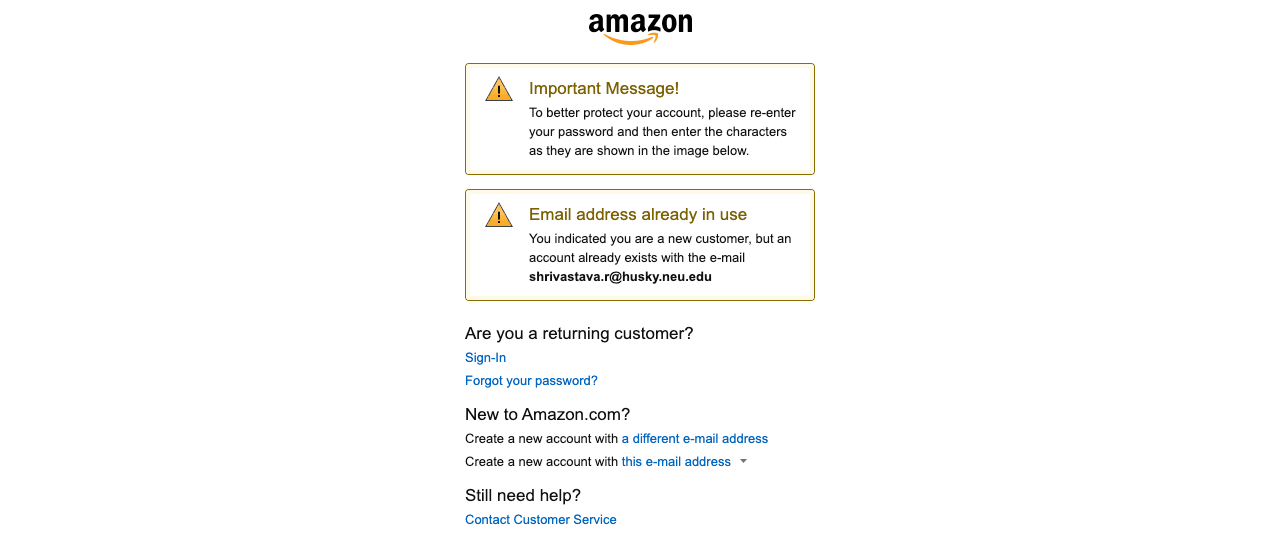 amazon
Important Message!
To better protect your account, please re-enter
your password and then enter the characters
as they are shown in the image below.
Email address already in use
You indicated you are a new customer, but an
account already exists with the e-mail
shrivastava.r@husky.neu.edu
Are you a returning customer?
Sign-In
Forgot your password?
New to Amazon.com?
Create a new account with a different e-mail address
Create a new account with this e-mail address
Still need help?
Contact Customer Service